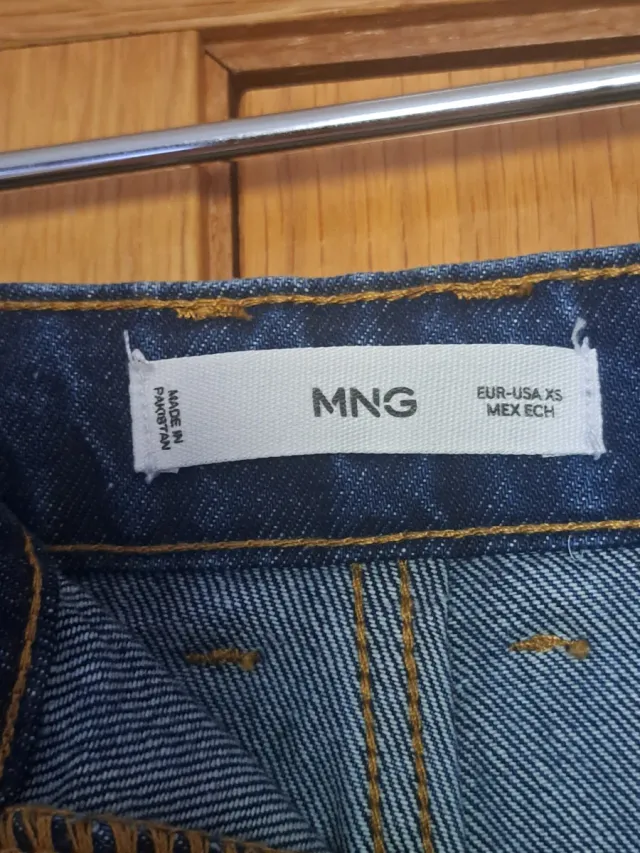 MADE IN
PAKISTAN
MNG
EUR-USA XS
MEX ECH